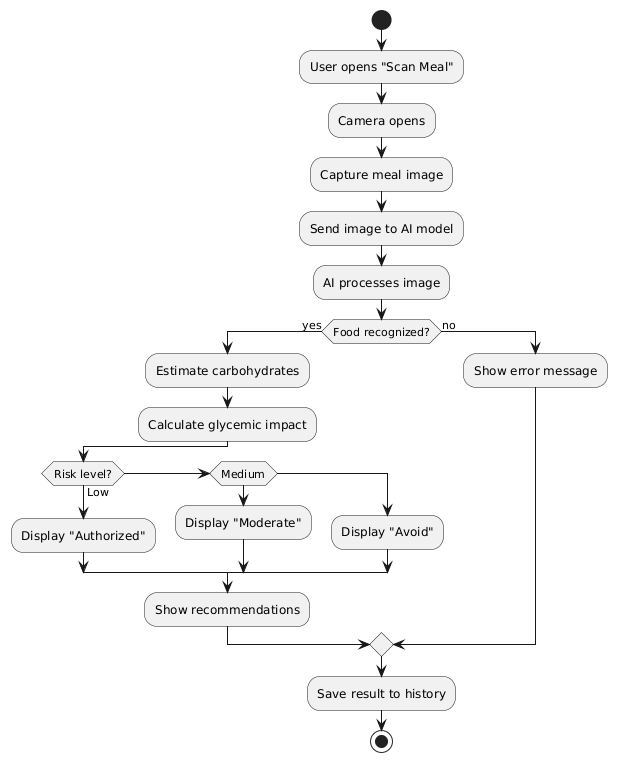 User opens "Scan Meal"
Camera opens
Capture meal image
Send image to AI model
AI processes image
yes
Food recognized?
no
Estimate carbohydrates
Show error message
Calculate glycemic impact
Risk level?
Medium
Low
Display "Authorized"
Display "Moderate"
Display "Avoid"
Show recommendations
Save result to history